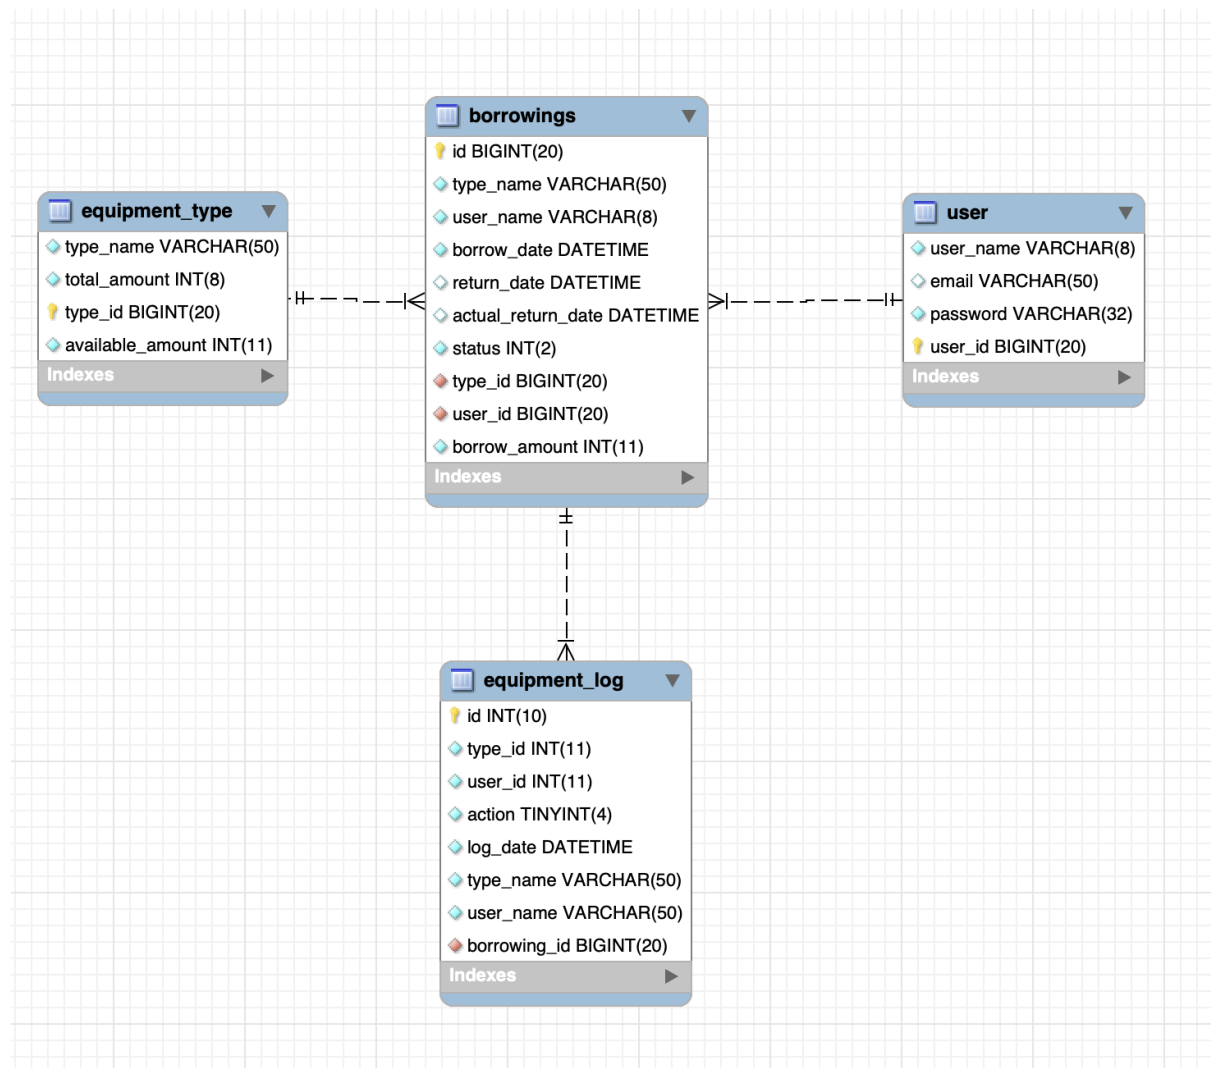 borrowings
id BIGINT(20)
type_name VARCHAR(50)
user_name VARCHAR(8)
borrow_date DATETIME
return_date DATETIME
actual_return_date DATETIME
status INT(2)
type_id BIGINT(20)
user_id BIGINT(20)
borrow_amount INT(11)
Indexes
equipment_type
type_name VARCHAR(50)
total_amount INT(8)
type_id BIGINT(20)
available_amount INT(11)
Indexes
user
user_name VARCHAR(8)
email VARCHAR(50)
password VARCHAR(32)
user_id BIGINT(20)
Indexes
equipment_log
id INT(10)
type_id INT(11)
user_id INT(11)
action TINYINT(4)
log_date DATETIME
type_name VARCHAR(50)
user_name VARCHAR(50)
borrowing_id BIGINT(20)
Indexes